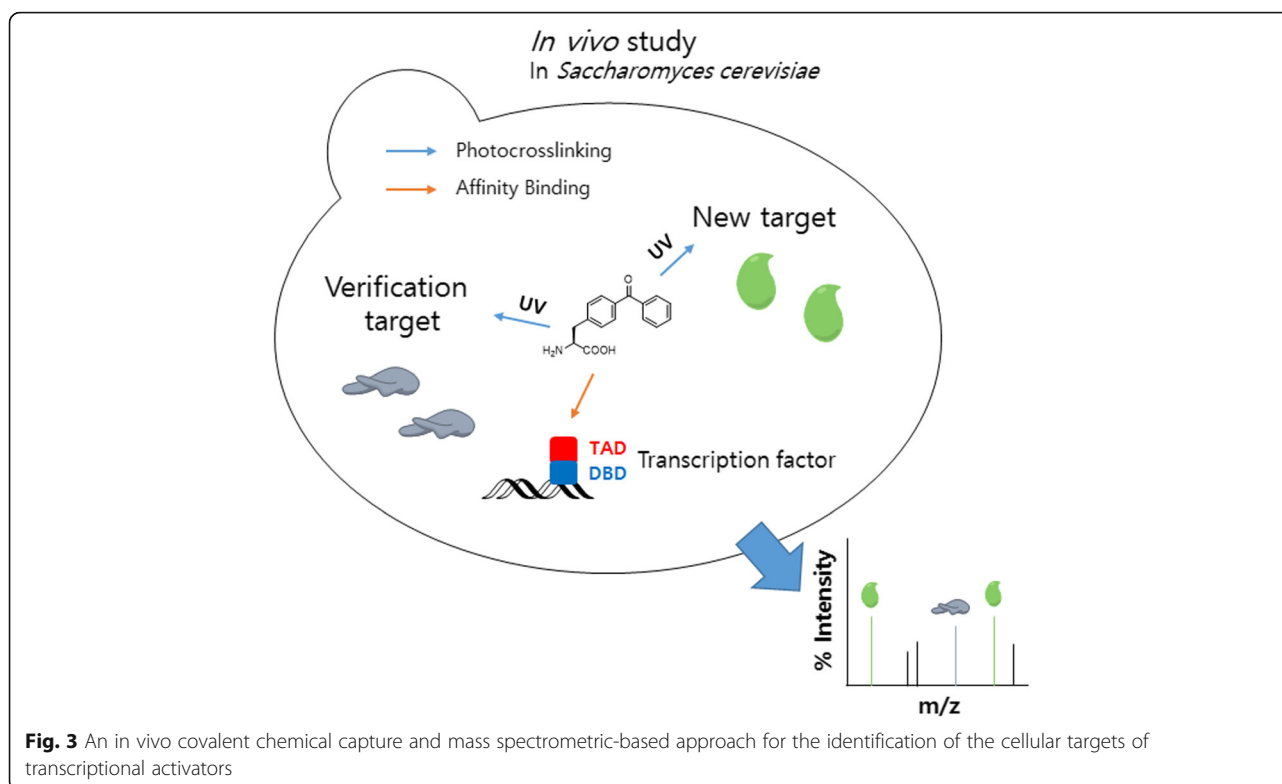 In vivo study
In Saccharomyces cerevisiae
Photocrosslinking
Affinity Binding
New target
UV
Verification
target
UV
O
H₂N
COOH
TAD
DBD
Transcription factor
% Intensity
m/z
Fig. 3 An in vivo covalent chemical capture and mass spectrometric-based approach for the identification of the cellular targets of
transcriptional activators